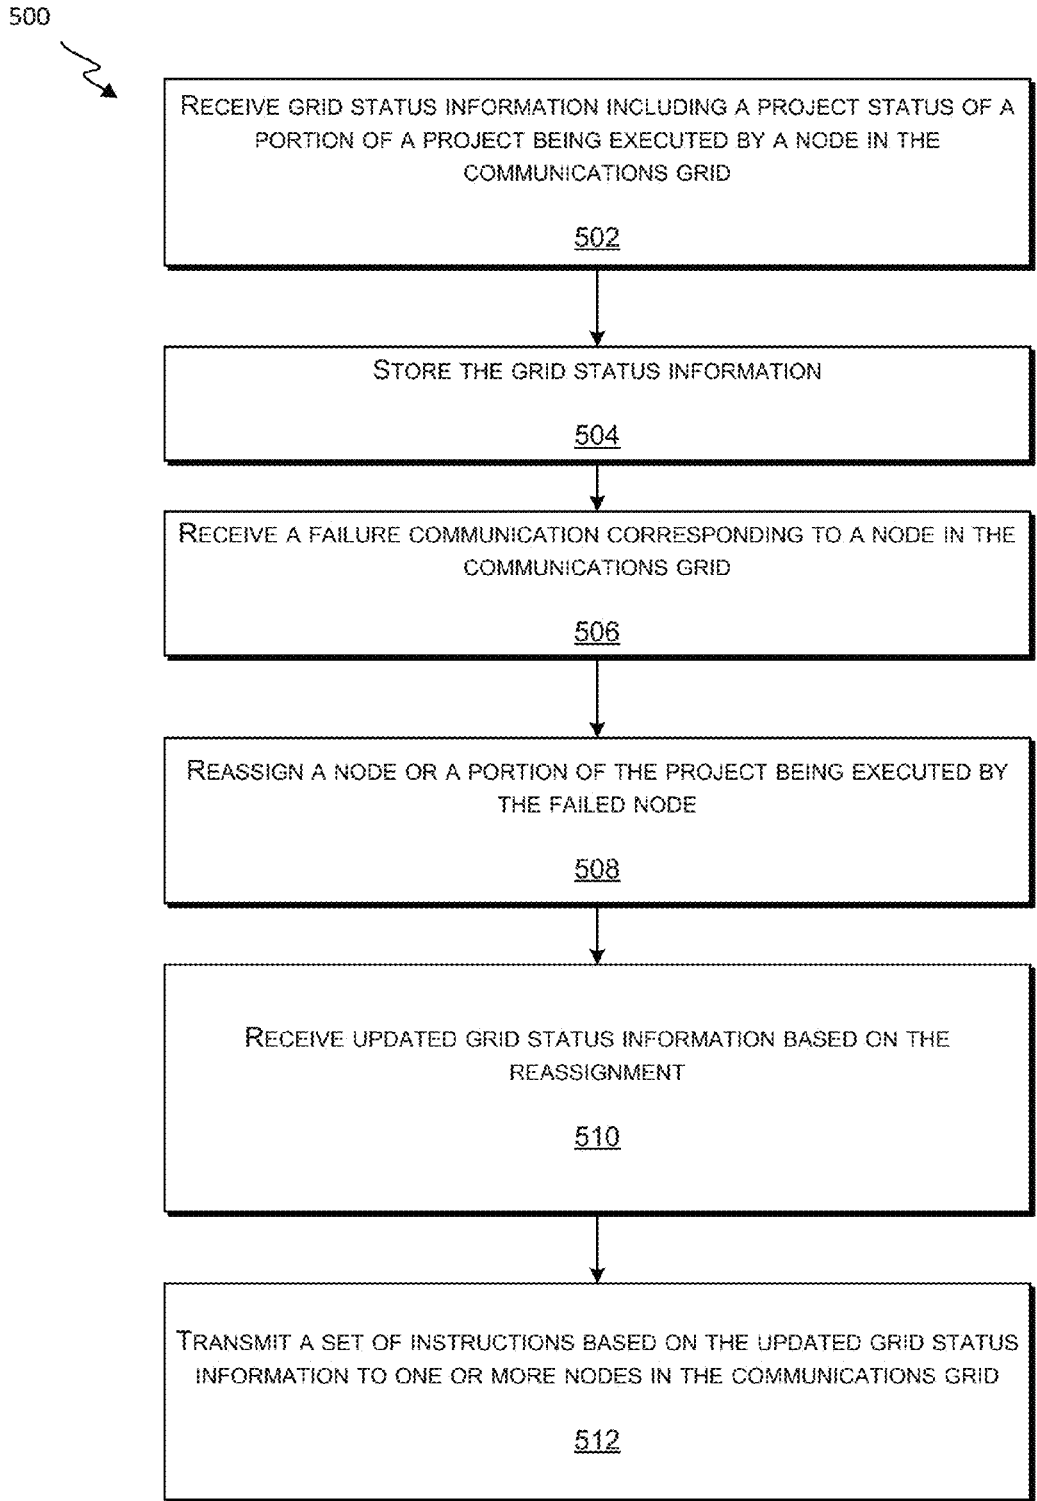 500
RECEIVE GRID STATUS INFORMATION INCLUDING A PROJECT STATUS OF A
PORTION OF A PROJECT BEING EXECUTED BY A NODE IN THE
COMMUNICATIONS GRID
502
STORE THE GRID STATUS INFORMATION
504
RECEIVE A FAILURE COMMUNICATION CORRESPONDING TO A NODE IN THE
COMMUNICATIONS GRID
506
REASSIGN A NODE OR A PORTION OF THE PROJECT BEING EXECUTED BY
THE FAILED NODE
508
RECEIVE UPDATED GRID STATUS INFORMATION BASED ON THE
REASSIGNMENT
510
TRANSMIT A SET OF INSTRUCTIONS BASED ON THE UPDATED GRID STATUS
INFORMATION TO ONE OR MORE NODES IN THE COMMUNICATIONS GRID
512